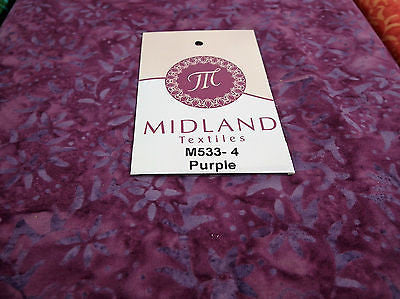 M
MIDLAND
Textiles
M533- 4
Purple